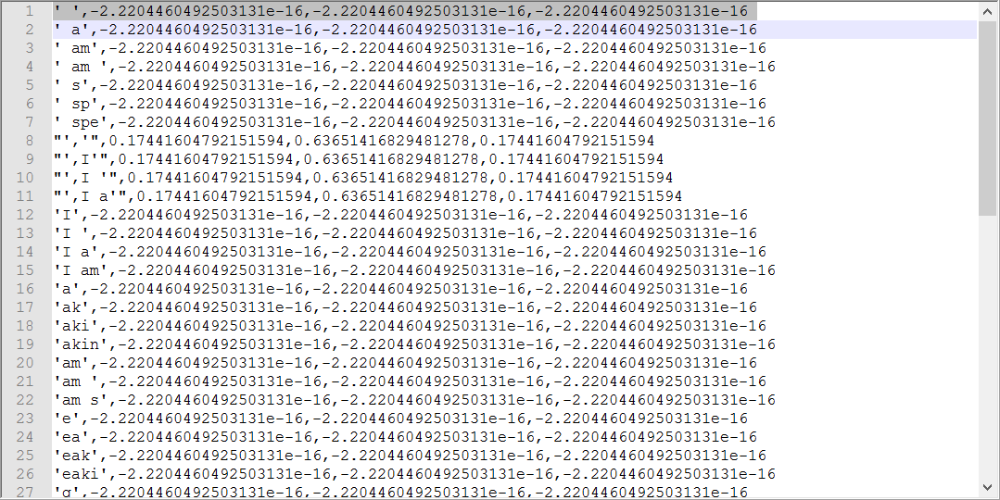 1 ' ',-2.2204460492503131e-16,-2.2204460492503131e-16,-2.2204460492503131e-16
2 ' a',-2.2204460492503131e-16,-2.2204460492503131e-16,-2.2204460492503131e-16
3 ' am',-2.2204460492503131e-16,-2.2204460492503131e-16,-2.2204460492503131e-16
4 ' am ',-2.2204460492503131e-16,-2.2204460492503131e-16,-2.2204460492503131e-16
5 ' s',-2.2204460492503131e-16,-2.2204460492503131e-16,-2.2204460492503131e-16
6 ' sp',-2.2204460492503131e-16,-2.2204460492503131e-16,-2.2204460492503131e-16
7 ' spe',-2.2204460492503131e-16,-2.2204460492503131e-16,-2.2204460492503131e-16
8 "','",0.17441604792151594,0.63651416829481278,0.17441604792151594
9 "',I'",0.17441604792151594,0.63651416829481278,0.17441604792151594
10 "',I '",0.17441604792151594,0.63651416829481278,0.17441604792151594
11 "',I a'",0.17441604792151594,0.63651416829481278,0.17441604792151594
12 'I',-2.2204460492503131e-16,-2.2204460492503131e-16,-2.2204460492503131e-16
13 'I ',-2.2204460492503131e-16,-2.2204460492503131e-16,-2.2204460492503131e-16
14 'I a',-2.2204460492503131e-16,-2.2204460492503131e-16,-2.2204460492503131e-16
15 'I am',-2.2204460492503131e-16,-2.2204460492503131e-16,-2.2204460492503131e-16
16 'a',-2.2204460492503131e-16,-2.2204460492503131e-16,-2.2204460492503131e-16
17 'ak',-2.2204460492503131e-16,-2.2204460492503131e-16,-2.2204460492503131e-16
18 'aki',-2.2204460492503131e-16,-2.2204460492503131e-16,-2.2204460492503131e-16
19 'akin',-2.2204460492503131e-16,-2.2204460492503131e-16,-2.2204460492503131e-16
20 'am',-2.2204460492503131e-16,-2.2204460492503131e-16,-2.2204460492503131e-16
21 'am ',-2.2204460492503131e-16,-2.2204460492503131e-16,-2.2204460492503131e-16
22 'am s',-2.2204460492503131e-16,-2.2204460492503131e-16,-2.2204460492503131e-16
23 'e',-2.2204460492503131e-16,-2.2204460492503131e-16,-2.2204460492503131e-16
24 'ea',-2.2204460492503131e-16,-2.2204460492503131e-16,-2.2204460492503131e-16
25 'eak',-2.2204460492503131e-16,-2.2204460492503131e-16,-2.2204460492503131e-16
26 'eaki',-2.2204460492503131e-16,-2.2204460492503131e-16,-2.2204460492503131e-16
27 'g',-2.2204460492503131e-16,-2.2204460492503131e-16,-2.2204460492503131e-16